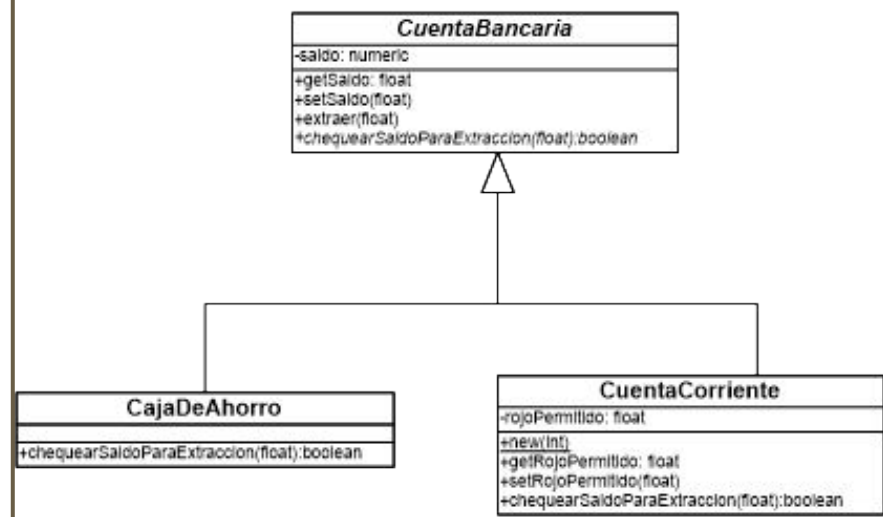 CuentaBancaria
-saldo: numeric
+getSaldo: float
+setSaldo(float)
+extraer(float)
+chequearSaldoParaExtraccion(float):boolean
CajaDeAhorro
+chequearSaldoParaExtraccion(float):boolean
CuentaCorriente
-rojoPermitido: float
+new(int)
+getRojoPermitido: float
+setRojoPermitido(float)
+chequearSaldoParaExtraccion(float):boolean